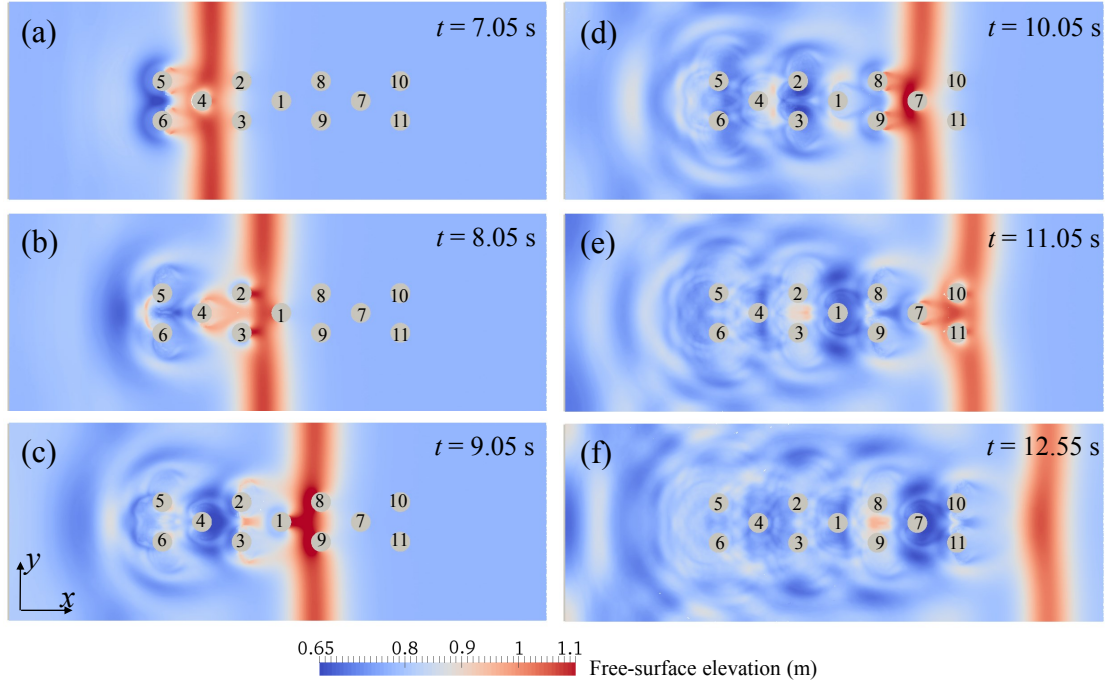 (a) t = 7.05 s
5 2 8 10
4 1 7
6 3 9 11
(b) t = 8.05 s
5 2 8 10
4 1 7
6 3 9 11
(c) t = 9.05 s
5 2 8 10
4 1 7
6 3 9 11
y
x
(d) t = 10.05 s
5 2 8 10
4 1 7
6 3 9 11
(e) t = 11.05 s
5 2 8 10
4 1 7
6 3 9 11
(f) t = 12.55 s
5 2 8 10
4 1 7
6 3 9 11
0.65 0.8 0.9 1 1.1
Free-surface elevation (m)